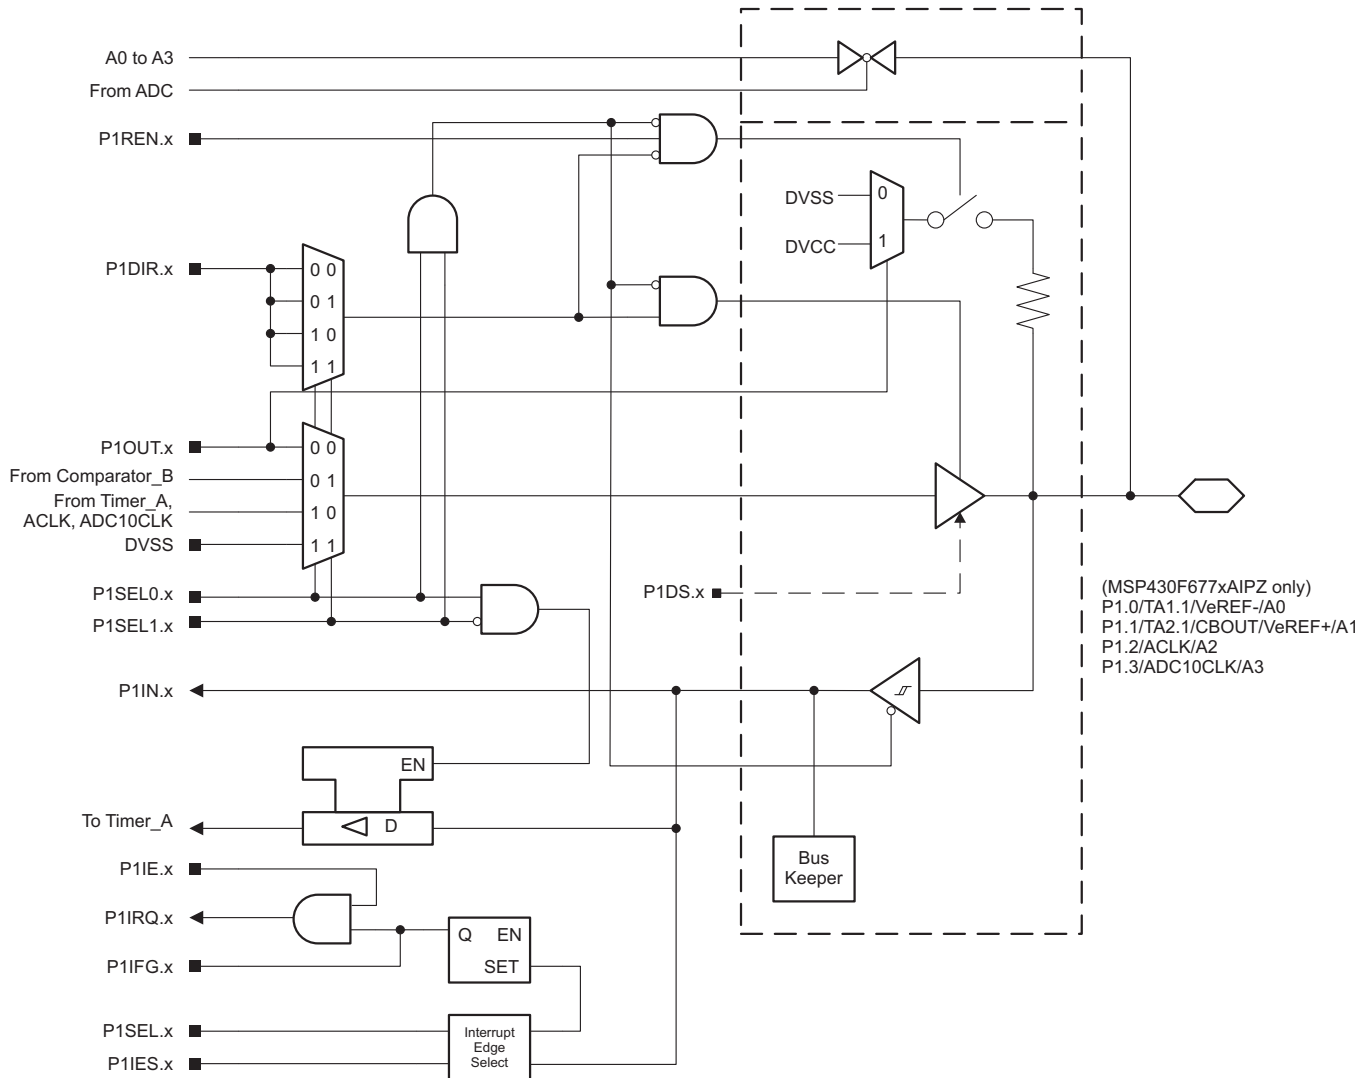 A0 to A3
From ADC
P1REN.x
DVSS
0
DVCC
1
P1DIR.x
0 0
0 1
1 0
1 1
P1OUT.x
0 0
From Comparator_B
0 1
From Timer_A,
ACLK, ADC10CLK
1 0
DVSS
1 1
P1SEL0.x
P1SEL1.x
P1DS.x
(MSP430F677xAIPZ only)
P1.0/TA1.1/VeREF-/A0
P1.1/TA2.1/CBOUT/VeREF+/A1
P1.2/ACLK/A2
P1.3/ADC10CLK/A3
P1IN.x
EN
To Timer_A
D
Bus
Keeper
P1IE.x
P1IRQ.x
Q EN
SET
P1IFG.x
P1SEL.x
P1IES.x
Interrupt
Edge
Select